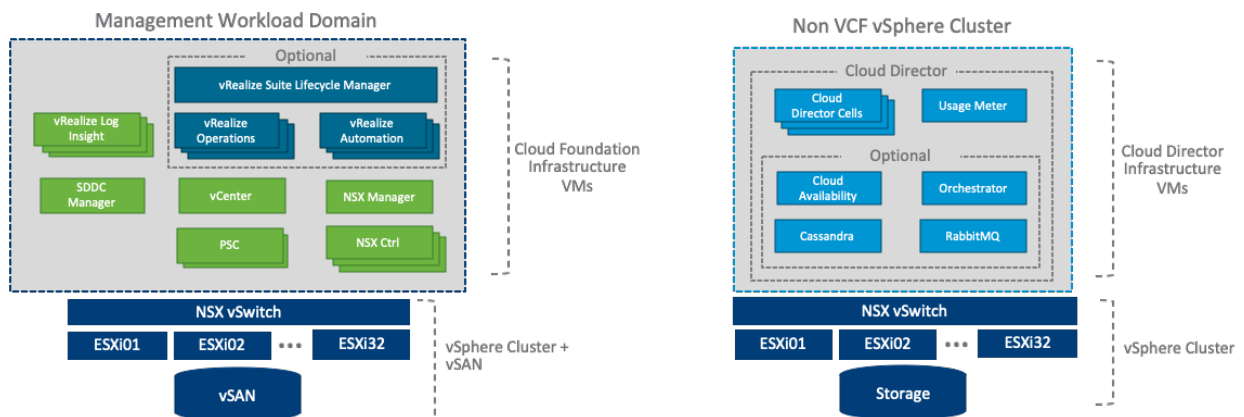 Management Workload Domain
Optional
vRealize Suite Lifecycle Manager
vRealize Log
Insight
vRealize
Operations
vRealize
Automation
SDDC
Manager
vCenter
NSX Manager
PSC
NSX Ctrl
Cloud Foundation
Infrastructure
VMs
NSX vSwitch
ESXi01
ESXi02
•••
ESXi32
vSAN
vSphere Cluster +
vSAN
Non VCF vSphere Cluster
Cloud Director
Cloud
Director Cells
Usage Meter
Optional
Cloud
Availability
Orchestrator
Cassandra
RabbitMQ
Cloud Director
Infrastructure
VMs
NSX vSwitch
ESXi01
ESXi02
•••
ESXi32
Storage
vSphere Cluster